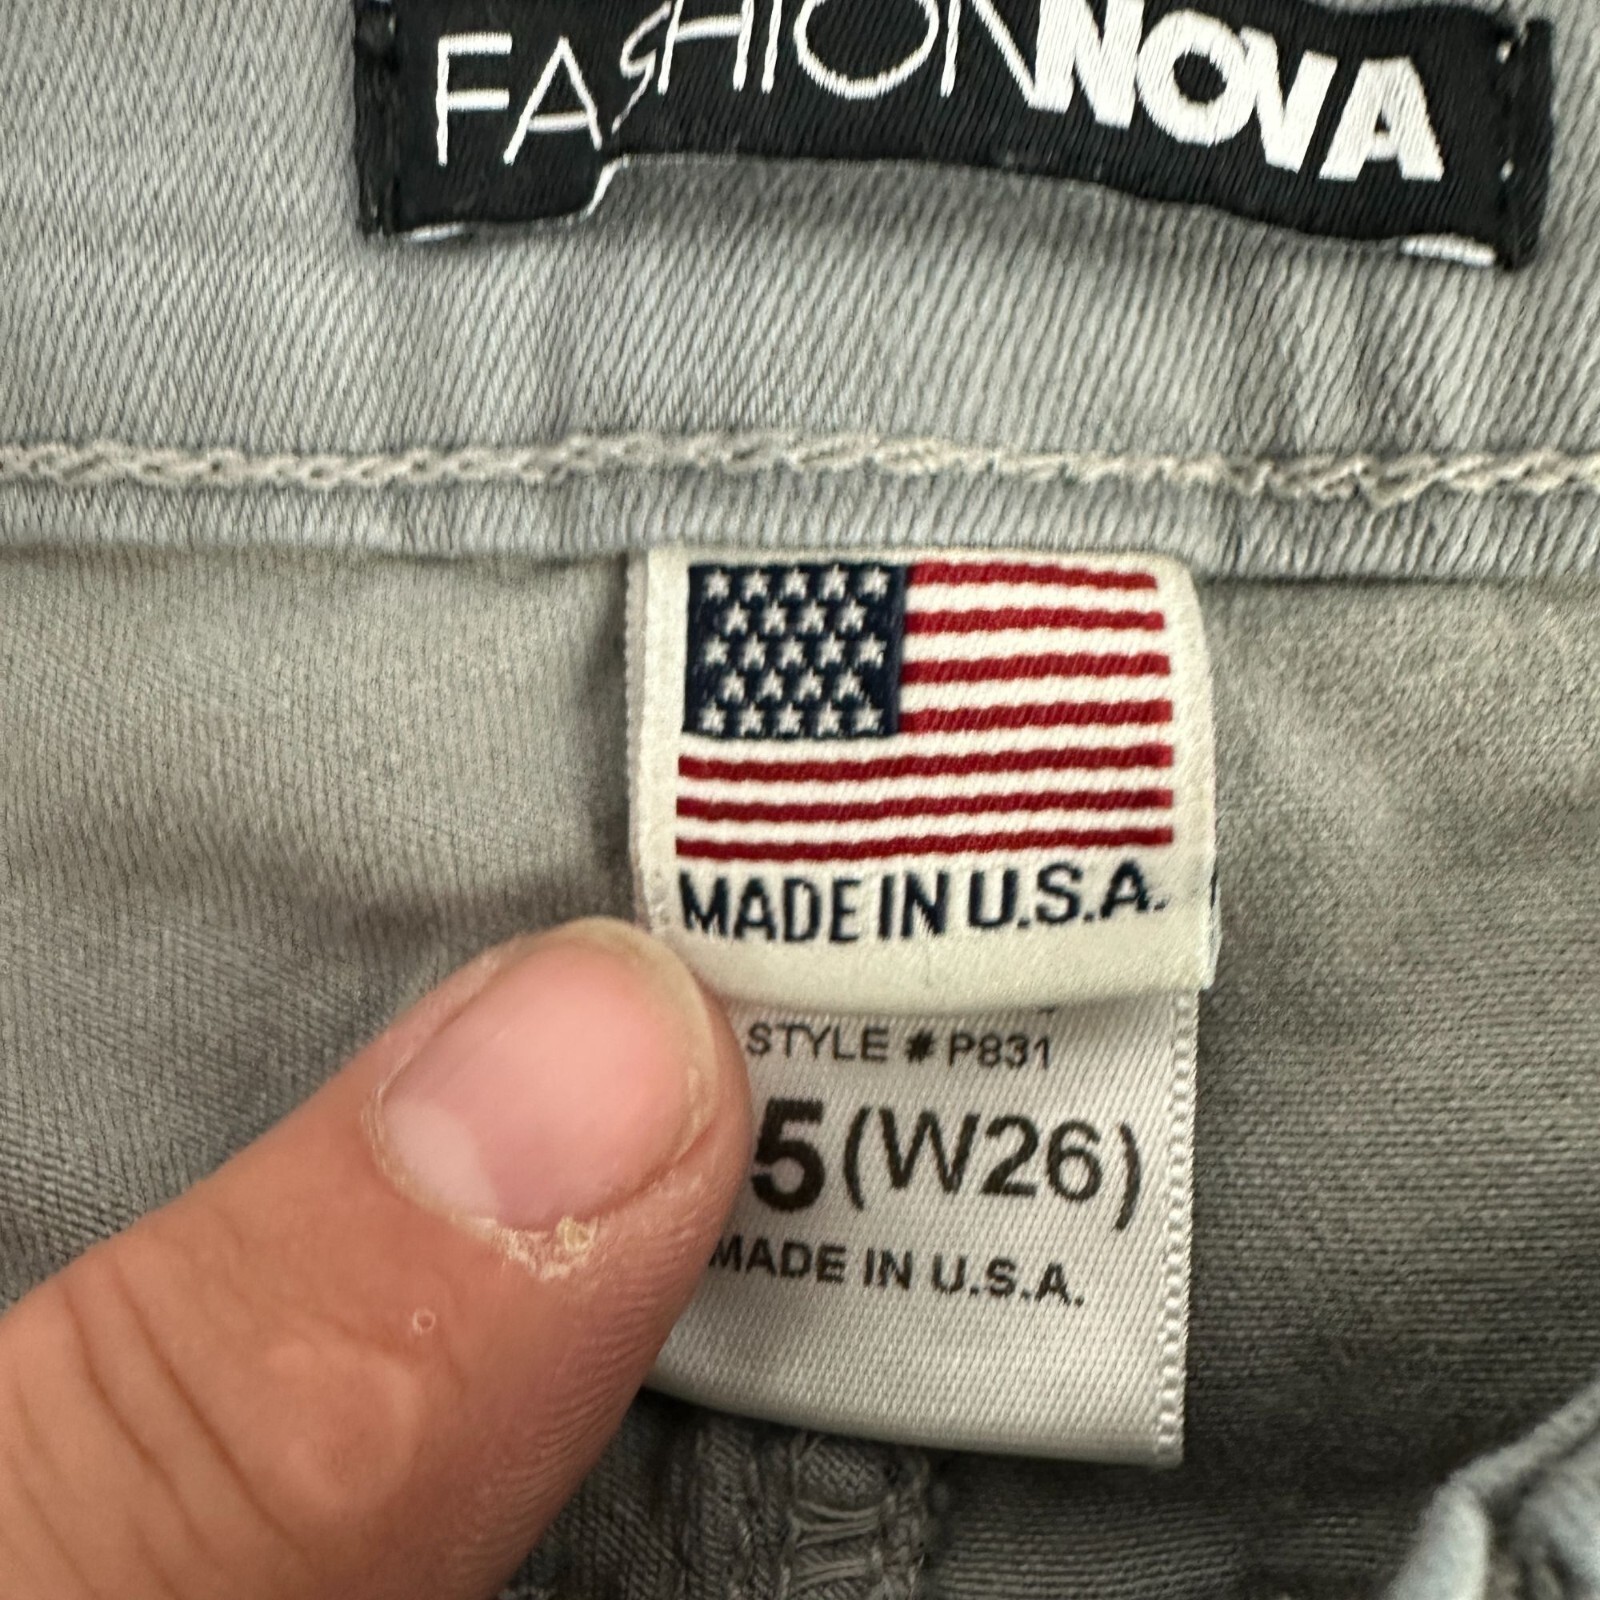 FASHIONNOVA
MADE IN U.S.A.
STYLE # P831
5 (W26)
MADE IN U.S.A.